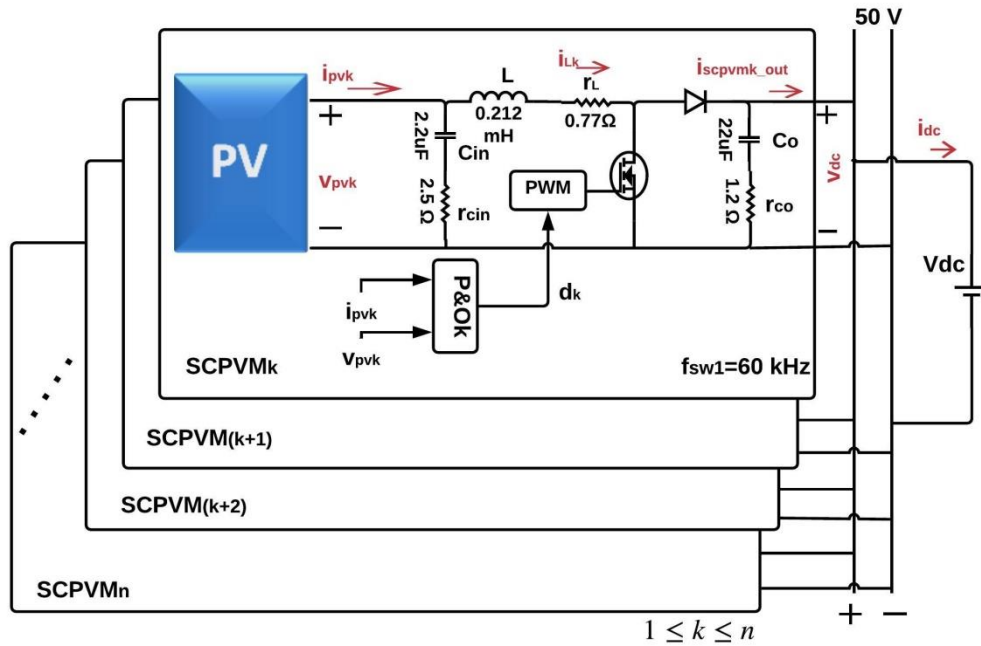 50 V
ipvk
L
iLk
rL
iscpvmk_out
0.212
mH
0.77Ω
+
2.2uF
Cin
22uF
Co
+
idc
PV
vpvk
2.5 Ω
rcin
PWM
1.2 Ω
rco
vdc
−
−
Vdc
P&Ok
dk
ipvk
vpvk
SCPVMk
fsw1=60 kHz
SCPVM(k+1)
SCPVM(k+2)
SCPVMn
+ −
1 ≤ k ≤ n